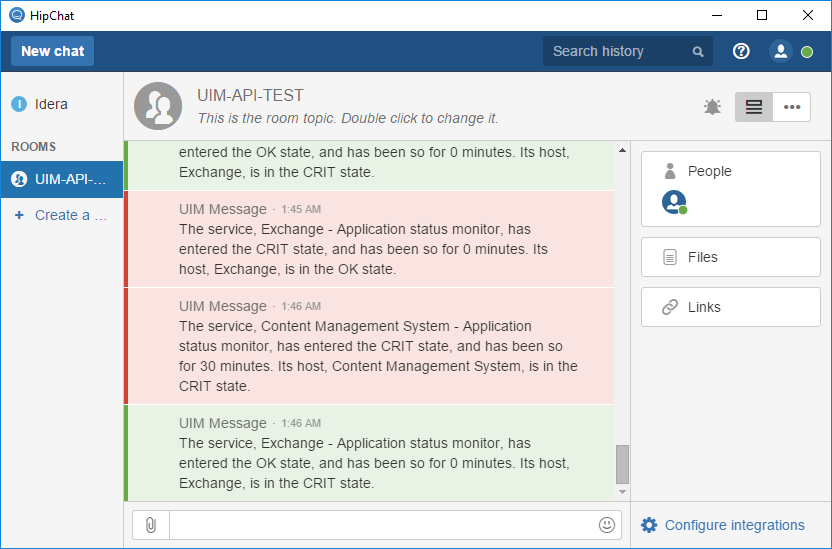 HipChat
New chat
Search history
I
Idera
ROOMS
UIM-API-...
+ Create a ...
UIM-API-TEST
This is the room topic. Double click to change it.
entered the OK state, and has been so for 0 minutes. Its host,
Exchange, is in the CRIT state.
UIM Message · 1:45 AM
The service, Exchange - Application status monitor, has
entered the CRIT state, and has been so for 0 minutes. Its
host, Exchange, is in the OK state.
UIM Message · 1:46 AM
The service, Content Management System - Application
status monitor, has entered the CRIT state, and has been so
for 30 minutes. Its host, Content Management System, is in the
CRIT state.
UIM Message · 1:46 AM
The service, Exchange - Application status monitor, has
entered the OK state, and has been so for 0 minutes. Its host,
Exchange, is in the CRIT state.
People
Files
Links
Configure integrations